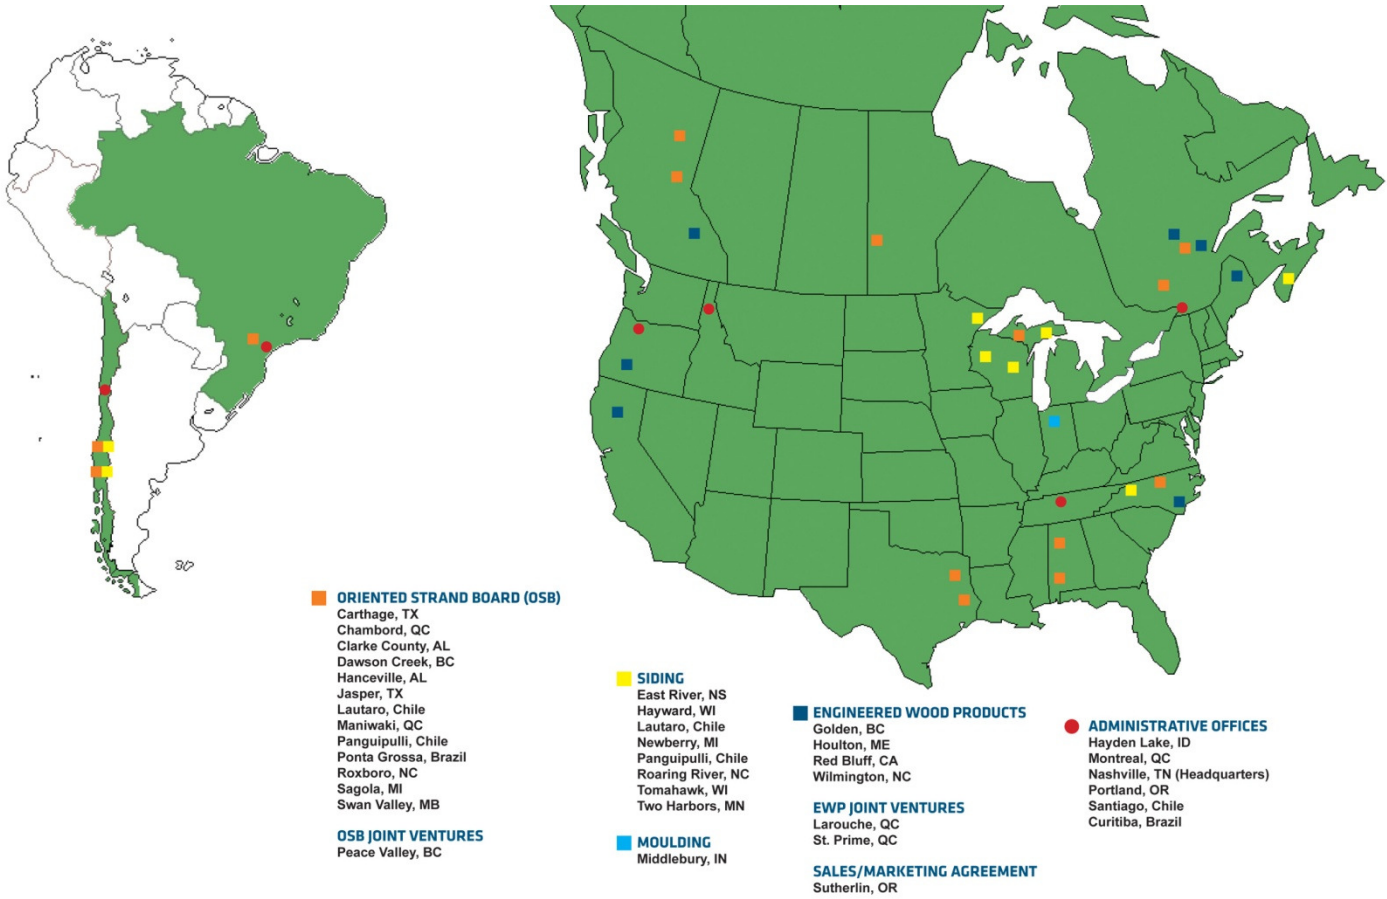 ORIENTED STRAND BOARD (OSB)
Carthage, TX
Chambord, QC
Clarke County, AL
Dawson Creek, BC
Hanceville, AL
Jasper, TX
Lautaro, Chile
Maniwaki, QC
Panguipulli, Chile
Ponta Grossa, Brazil
Roxboro, NC
Sagola, MI
Swan Valley, MB
OSB JOINT VENTURES
Peace Valley, BC
SIDING
East River, NS
Hayward, WI
Lautaro, Chile
Newberry, MI
Panguipulli, Chile
Roaring River, NC
Tomahawk, WI
Two Harbors, MN
MOULDING
Middlebury, IN
ENGINEERED WOOD PRODUCTS
Golden, BC
Houlton, ME
Red Bluff, CA
Wilmington, NC
EWP JOINT VENTURES
Larouche, QC
St. Prime, QC
SALES/MARKETING AGREEMENT
Sutherlin, OR
ADMINISTRATIVE OFFICES
Hayden Lake, ID
Montreal, QC
Nashville, TN (Headquarters)
Portland, OR
Santiago, Chile
Curitiba, Brazil